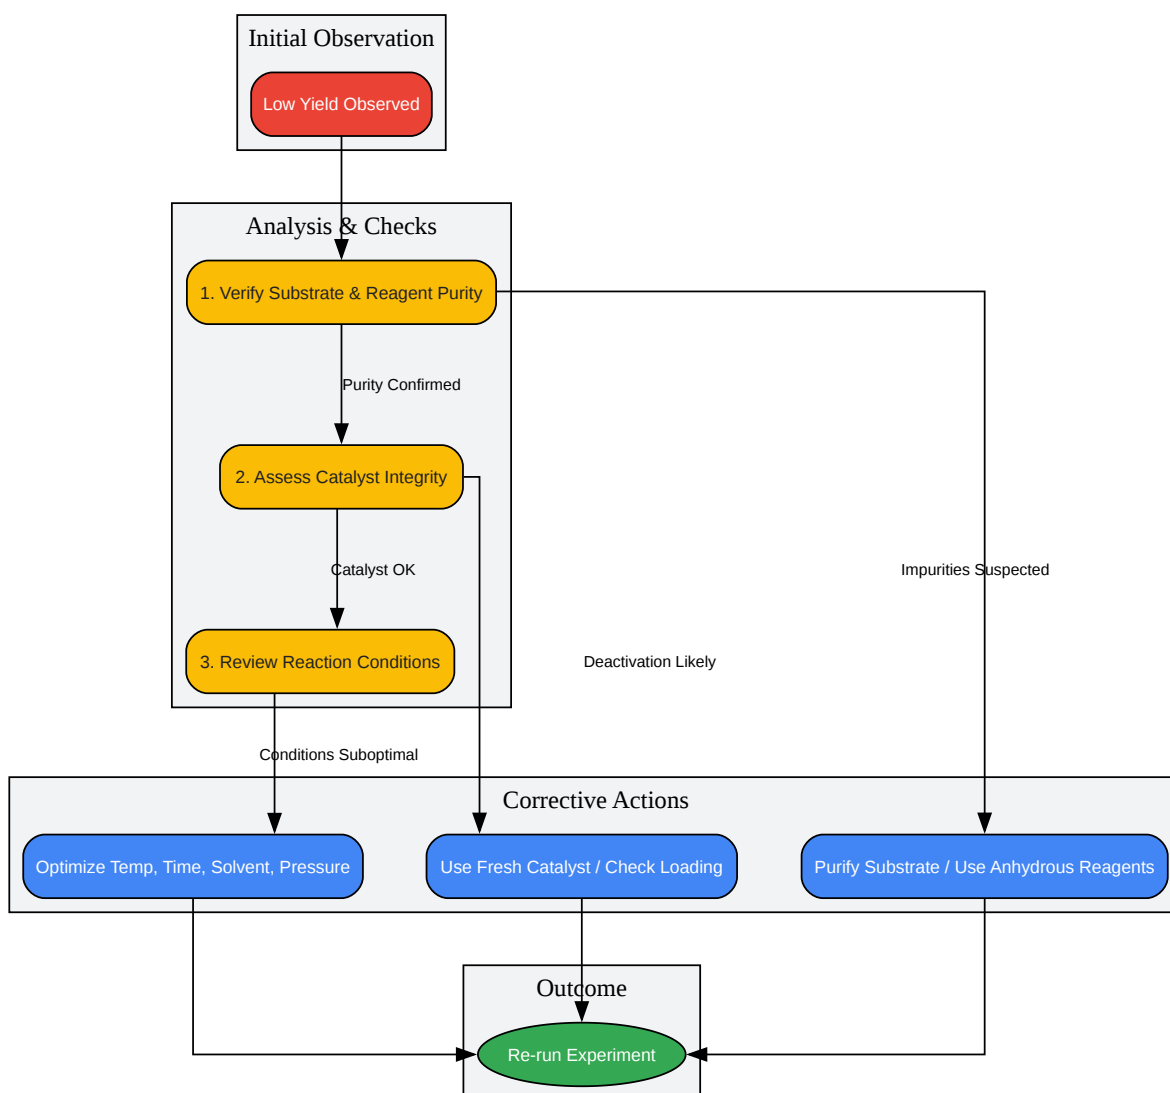 Initial Observation
Low Yield Observed
Analysis & Checks
1. Verify Substrate & Reagent Purity
Purity Confirmed
2. Assess Catalyst Integrity
Catalyst OK
Impurities Suspected
3. Review Reaction Conditions
Deactivation Likely
Conditions Suboptimal
Corrective Actions
Optimize Temp, Time, Solvent, Pressure
Use Fresh Catalyst / Check Loading
Purify Substrate / Use Anhydrous Reagents
Outcome
Re-run Experiment